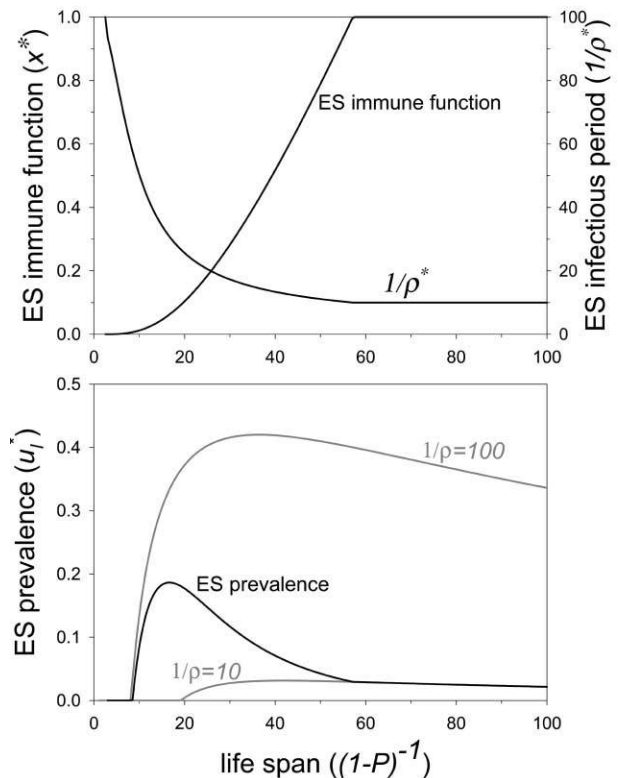 ES immune function (x*)
1.0
0.8
0.6
0.4
0.2
0.0
ES immune function
1/ρ*
100
80
60
40
20
0
ES infectious period (1/ρ*)
0 20 40 60 80 100
ES prevalence (u_I*)
0.5
0.4
0.3
0.2
0.1
0.0
1/ρ=100
ES prevalence
1/ρ=10
0 20 40 60 80 100
life span ((1-P)⁻¹)